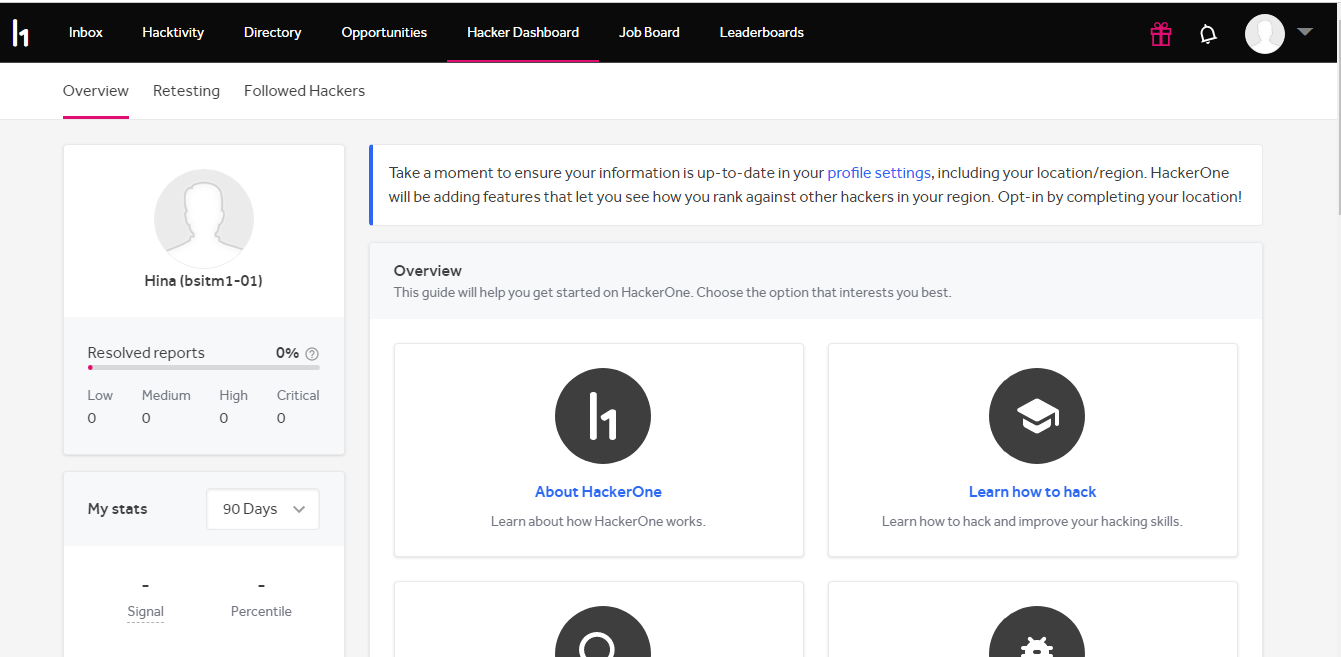 h1 Inbox Hacktivity Directory Opportunities Hacker Dashboard Job Board Leaderboards
Overview Retesting Followed Hackers
Hina (bsitm1-01)
Resolved reports 0% ?
Low Medium High Critical
0 0 0 0
My stats 90 Days
- -
Signal Percentile
Take a moment to ensure your information is up-to-date in your profile settings, including your location/region. HackerOne
will be adding features that let you see how you rank against other hackers in your region. Opt-in by completing your location!
Overview
This guide will help you get started on HackerOne. Choose the option that interests you best.
h1
About HackerOne
Learn about how HackerOne works.
Learn how to hack
Learn how to hack and improve your hacking skills.